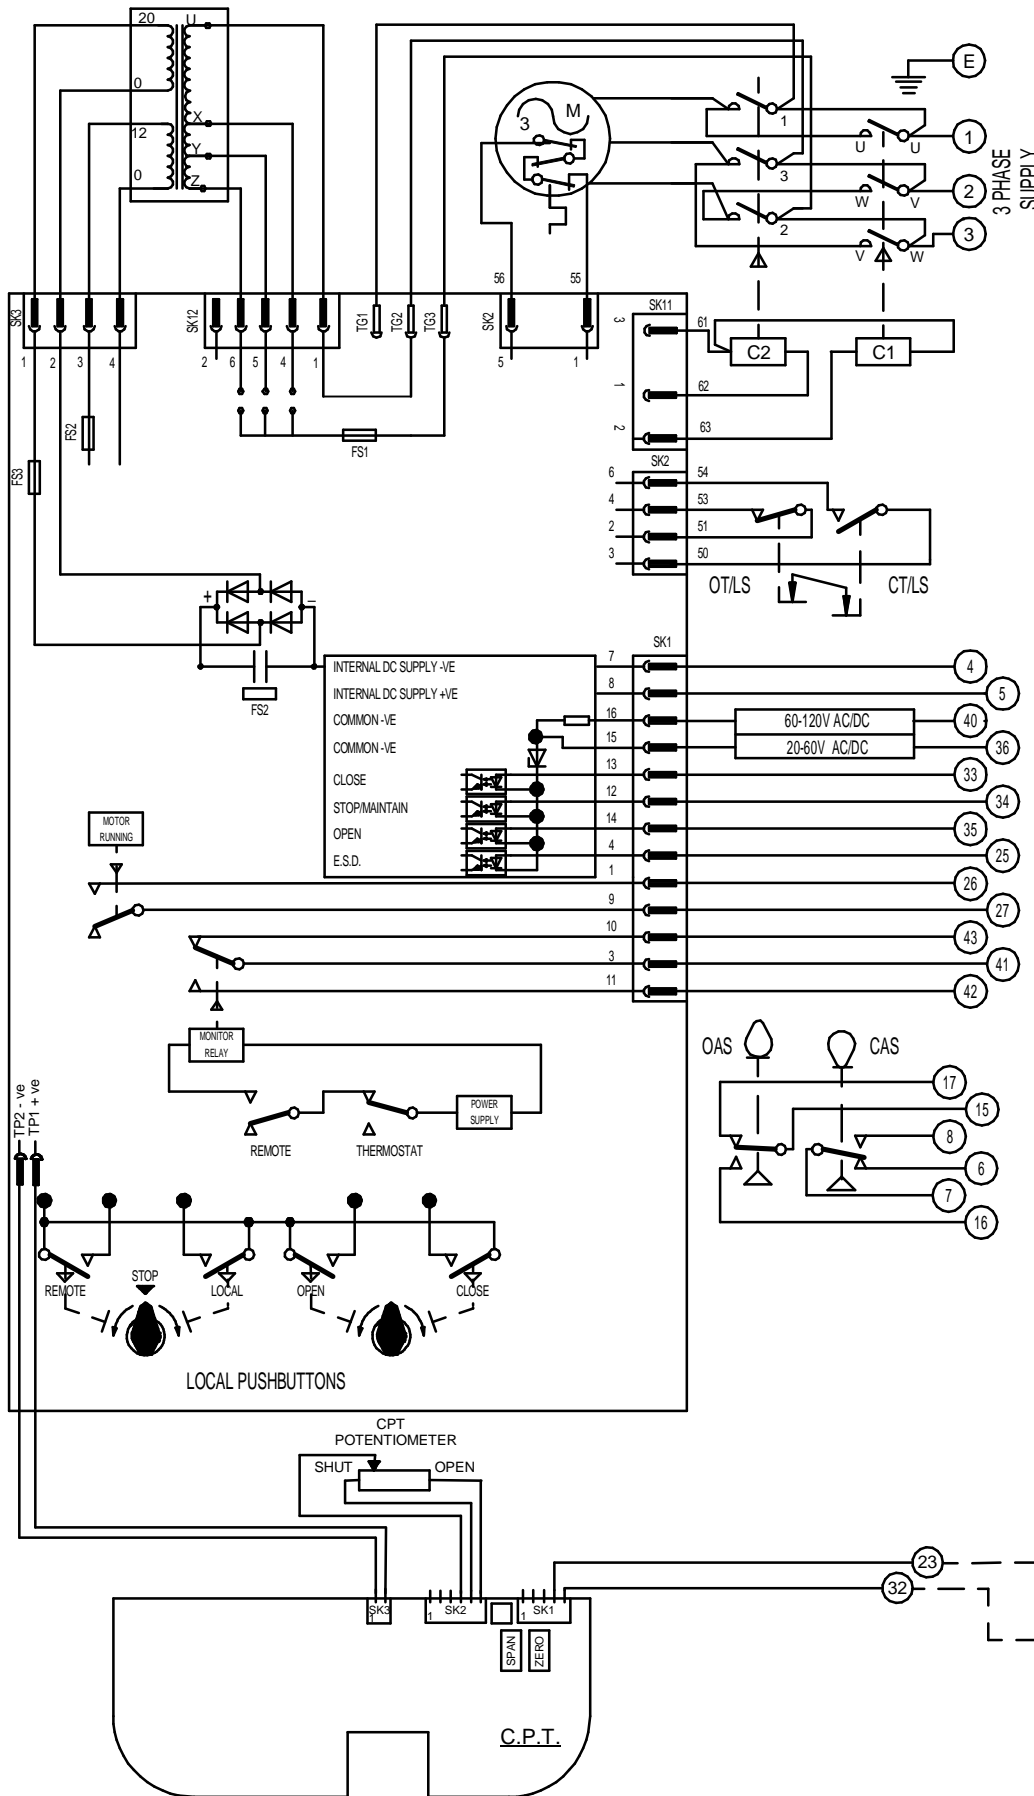 20
U
0
X
12
Y
0
Z
3
M
E
1
1
U
U
3
2
W
V
2
3
V
W
3 PHASE
SUPPLY
56
55
SK3
SK12
TG1
TG2
TG3
SK2
SK11
1
2
3
4
2
6
5
4
1
5
1
3
61
C2
C1
1
62
2
63
FS2
FS1
FS3
SK2
6
54
4
53
2
51
3
50
OT/LS
CT/LS
+
–
FS2
SK1
INTERNAL DC SUPPLY -VE
7
4
INTERNAL DC SUPPLY +VE
8
5
COMMON -VE
16
60-120V AC/DC
40
COMMON -VE
15
20-60V AC/DC
36
CLOSE
13
33
STOP/MAINTAIN
12
34
OPEN
14
35
E.S.D.
4
25
MOTOR
RUNNING
1
26
9
27
10
43
3
41
11
42
MONITOR
RELAY
REMOTE
THERMOSTAT
POWER
SUPPLY
OAS
CAS
17
15
8
6
7
16
TP2 - ve
TP1 + ve
REMOTE
STOP
LOCAL
OPEN
CLOSE
LOCAL PUSHBUTTONS
CPT
POTENTIOMETER
SHUT
OPEN
23
32
SK3
1
SK2
1
SK1
1
SPAN
ZERO
C.P.T.